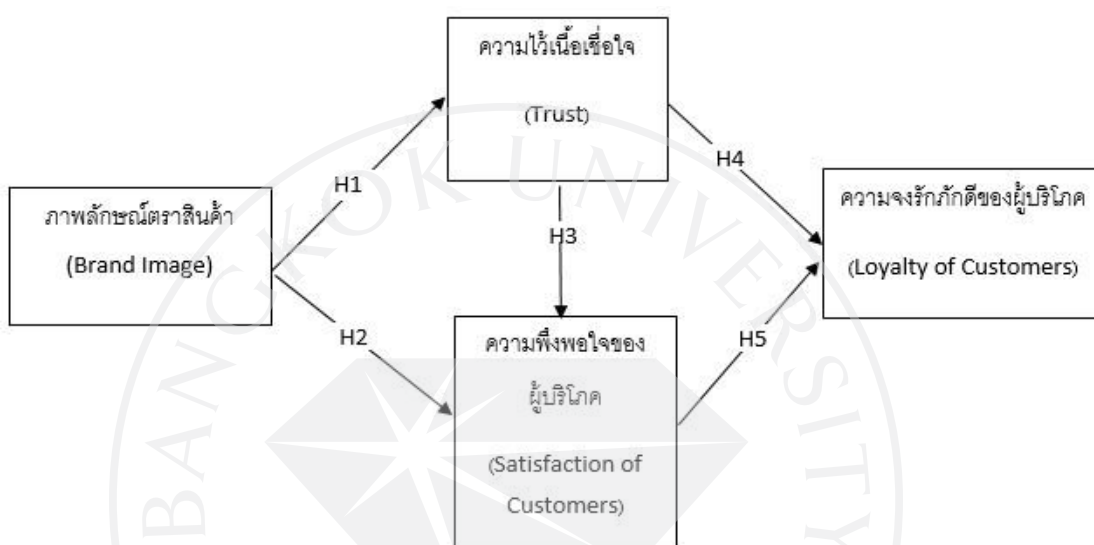 ความไว้เนื้อเชื่อใจ
(Trust)
H1
H4
ภาพลักษณ์ตราสินค้า
(Brand Image)
H3
ความจงรักภักดีของผู้บริโภค
(Loyalty of Customers)
H2
H5
ความพึงพอใจของ
ผู้บริโภค
(Satisfaction of
Customers)
BANGKOK UNIVERSITY